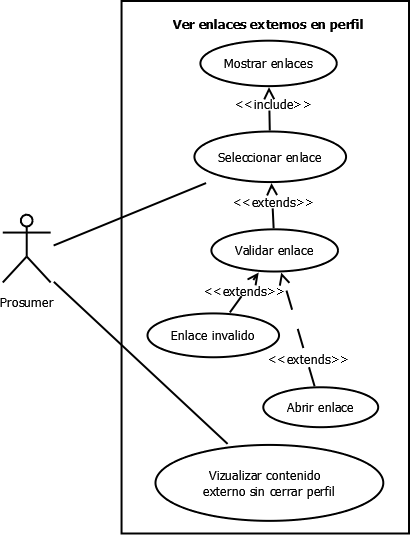 Ver enlaces externos en perfil
Mostrar enlaces
<<include>>
Seleccionar enlace
<<extends>>
Validar enlace
<<extends>>
Prosumer
Enlace invalido
<<extends>>
Abrir enlace
Vizualizar contenido
externo sin cerrar perfil